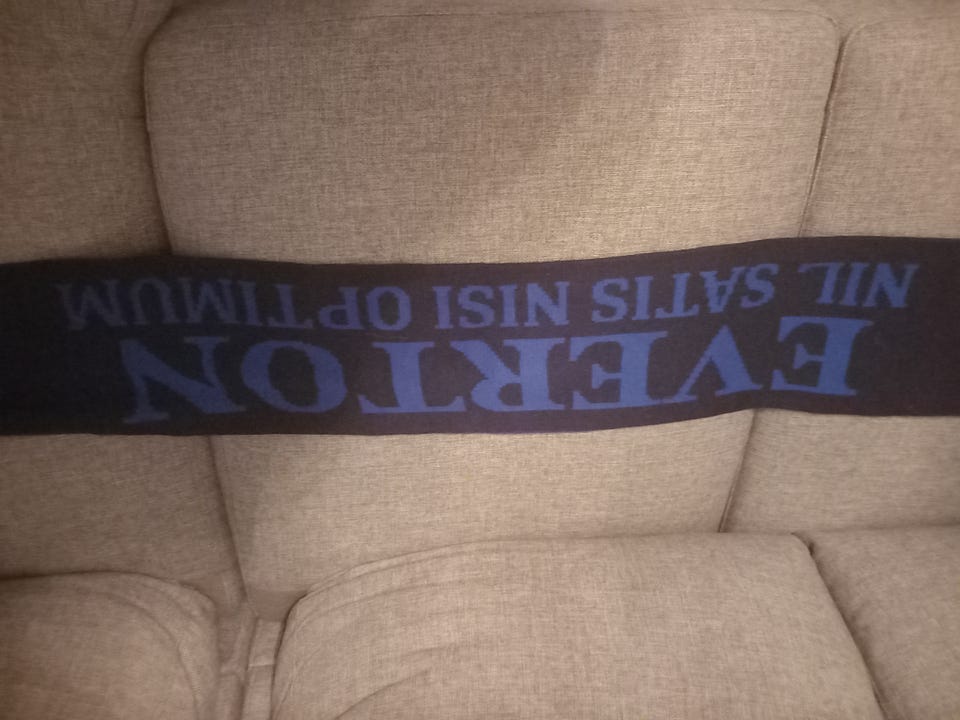 EVERTON
NIL SATIS NISI OPTIMUM